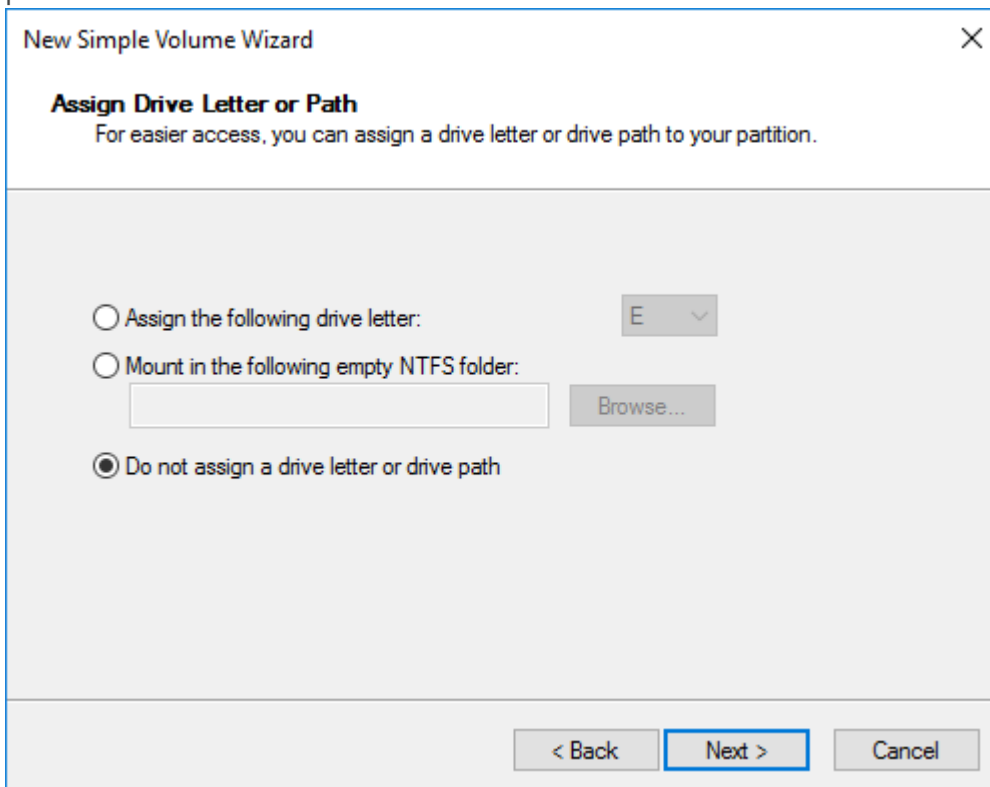 New Simple Volume Wizard
Assign Drive Letter or Path
For easier access, you can assign a drive letter or drive path to your partition.
Assign the following drive letter: E
Mount in the following empty NTFS folder:
Browse...
Do not assign a drive letter or drive path
< Back Next > Cancel